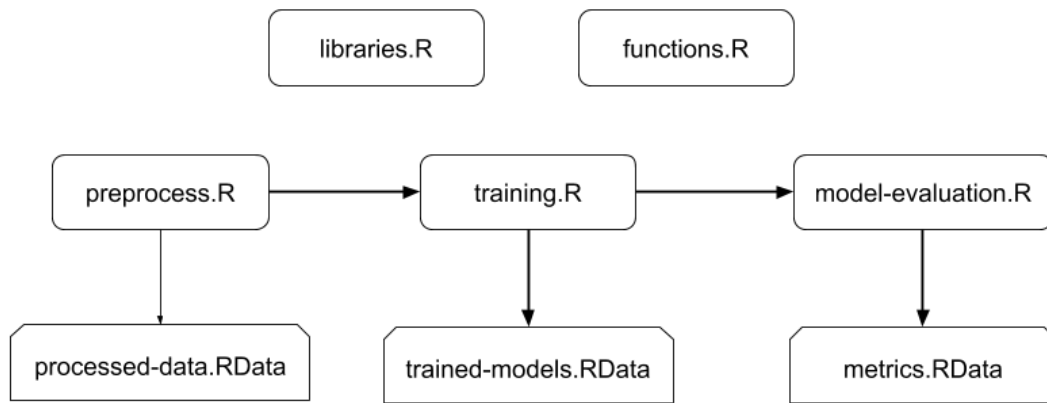 libraries.R
functions.R
preprocess.R
training.R
model-evaluation.R
processed-data.RData
trained-models.RData
metrics.RData